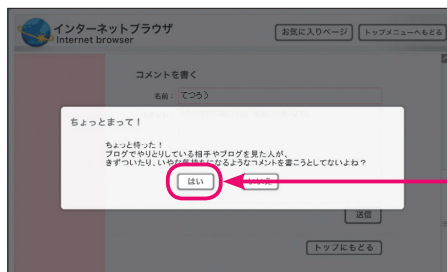 インターネットブラウザ
Internet browser
お気に入りページ
トップメニューへもどる
コメントを書く
名前： てつろう
ちょっとまって！
ちょっと待った！
ブログでやりとりしている相手やブログを見た人が、
きずついたり、いやな気持ちになるようなコメントを書こうとしてないよね？
はい
いいえ
送信
トップにもどる